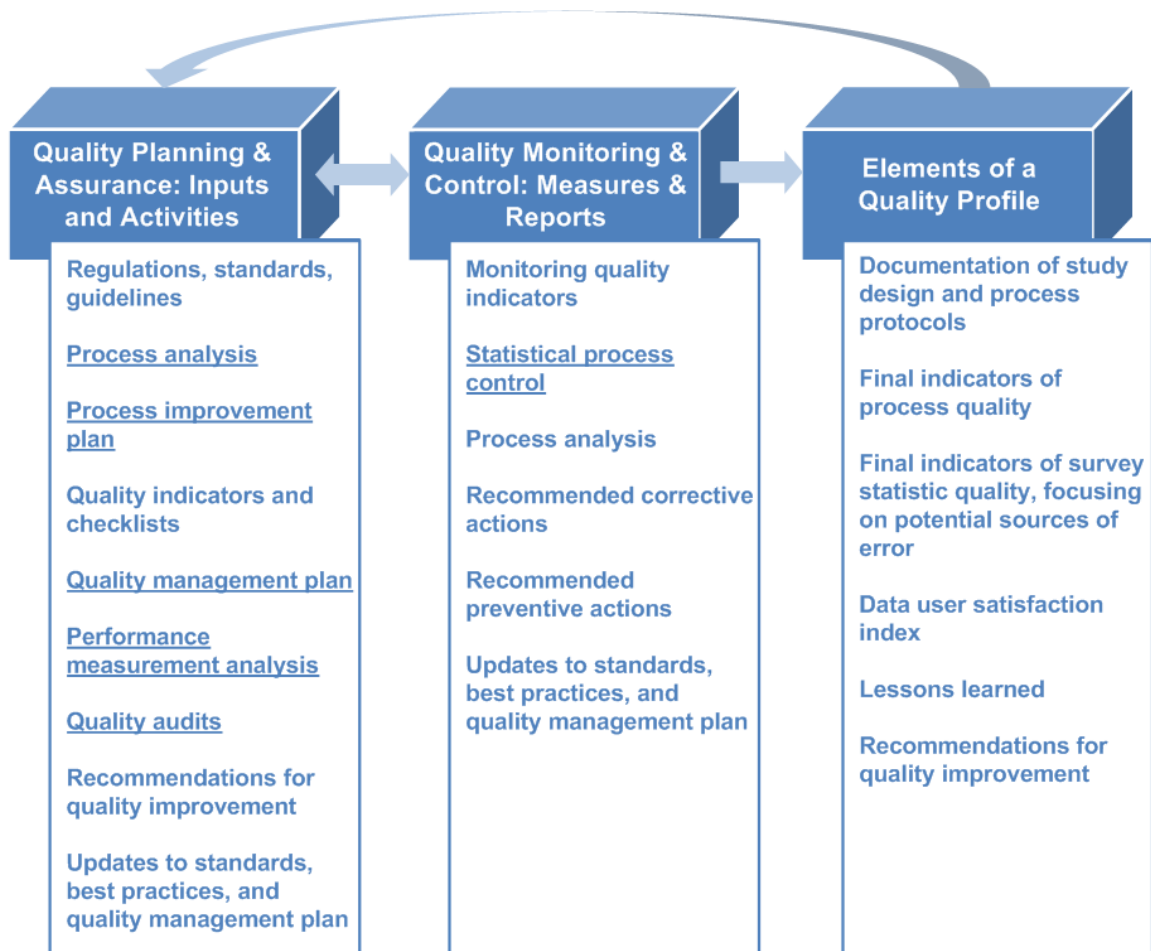 Quality Planning &
Assurance: Inputs
and Activities
Regulations, standards,
guidelines
Process analysis
Process improvement
plan
Quality indicators and
checklists
Quality management plan
Performance
measurement analysis
Quality audits
Recommendations for
quality improvement
Updates to standards,
best practices, and
quality management plan
Quality Monitoring &
Control: Measures &
Reports
Monitoring quality
indicators
Statistical process
control
Process analysis
Recommended corrective
actions
Recommended
preventive actions
Updates to standards,
best practices, and
quality management plan
Elements of a
Quality Profile
Documentation of study
design and process
protocols
Final indicators of
process quality
Final indicators of survey
statistic quality, focusing
on potential sources of
error
Data user satisfaction
index
Lessons learned
Recommendations for
quality improvement